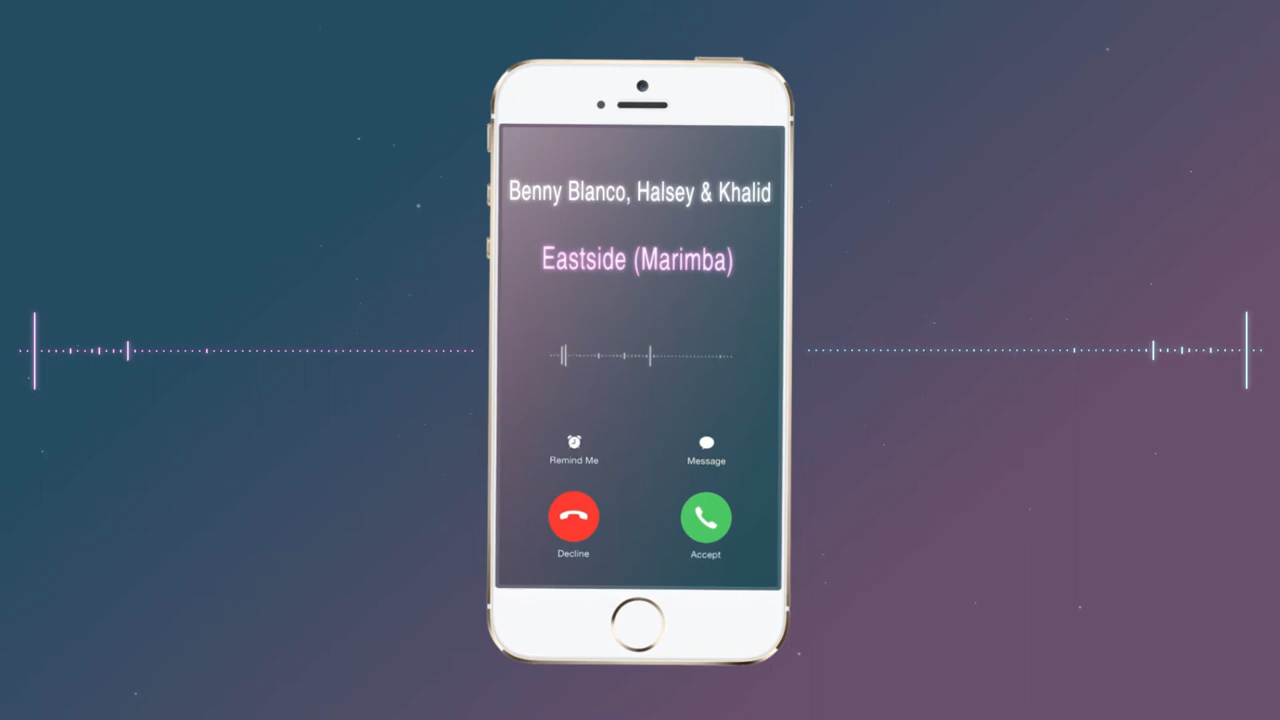 Benny Blanco, Halsey & Khalid
Eastside (Marimba)
Remind Me
Message
Decline
Accept